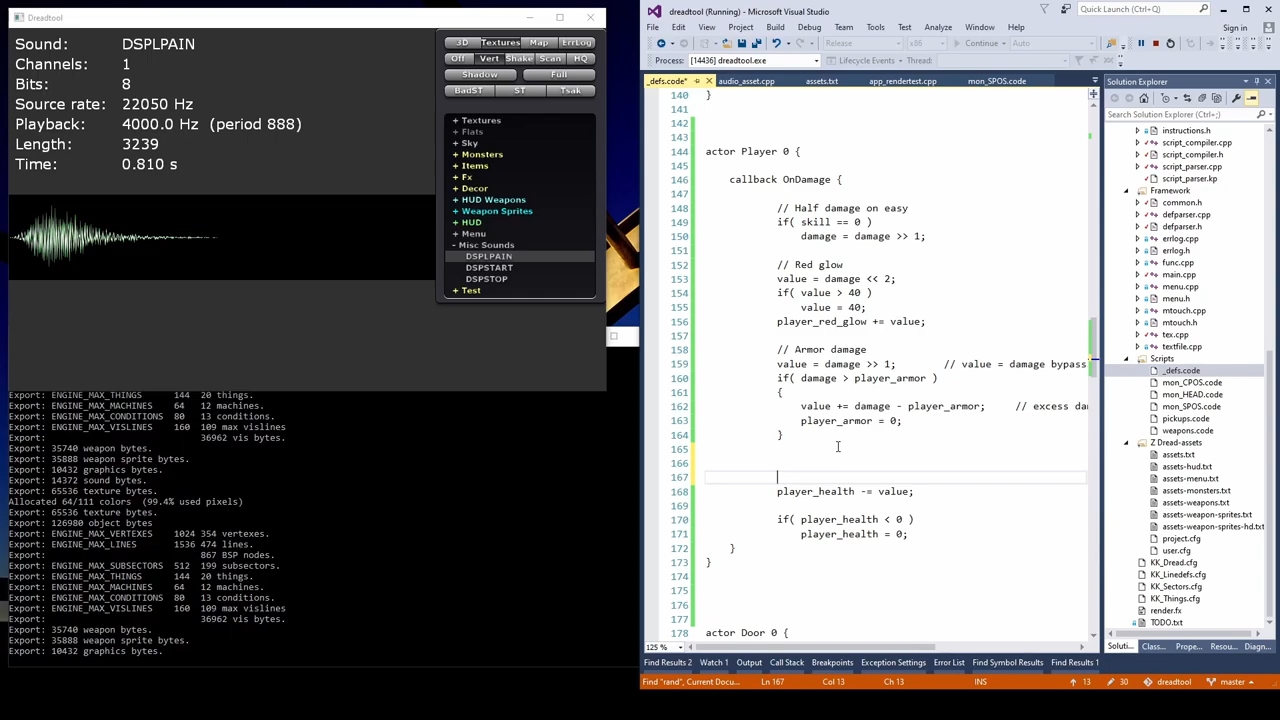 Dreadtool
Sound: DSPLPAIN
Channels: 1
Bits: 8
Source rate: 22050 Hz
Playback: 4000.0 Hz (period 888)
Length: 3239
Time: 0.810 s
3D Textures Map ErrLog
Off Vert Shake Scan HQ
Shadow Full
BadST ST Tsak
+ Textures
+ Flats
+ Sky
+ Monsters
+ Items
+ Fx
+ Decor
+ HUD Weapons
+ Weapon Sprites
+ HUD
+ Menu
- Misc Sounds
DSPLPAIN
DSPSTART
DSPSTOP
+ Test
Export: ENGINE_MAX_THINGS 144 20 things.
Export: ENGINE_MAX_MACHINES 64 12 machines.
Export: ENGINE_MAX_CONDITIONS 80 13 conditions.
Export: ENGINE_MAX_VISLINES 160 109 max vislines
Export: 36962 vis bytes.
Export: 35740 weapon bytes.
Export: 35888 weapon sprite bytes.
Export: 10432 graphics bytes.
Export: 14372 sound bytes.
Export: 65536 texture bytes.
Allocated 64/111 colors (99.4% used pixels)
Export: 65536 texture bytes.
Export: 126980 object bytes
Export: ENGINE_MAX_VERTEXES 1024 354 vertexes.
Export: ENGINE_MAX_LINES 1536 474 lines.
Export: 867 BSP nodes.
Export: ENGINE_MAX_SUBSECTORS 512 199 subsectors.
Export: ENGINE_MAX_THINGS 144 20 things.
Export: ENGINE_MAX_MACHINES 64 12 machines.
Export: ENGINE_MAX_CONDITIONS 80 13 conditions.
Export: ENGINE_MAX_VISLINES 160 109 max vislines
Export: 36962 vis bytes.
Export: 35740 weapon bytes.
Export: 35888 weapon sprite bytes.
Export: 10432 graphics bytes.
dreadtool (Running) - Microsoft Visual Studio
Quick Launch (Ctrl+;)
File Edit View Project Build Debug Team Tools Test Analyze Window Help
Sign in
Release x86 Continue Auto
Process: [14436] dreadtool.exe Lifecycle Events Thread:
_defs.code* audio_asset.cpp assets.txt app_rendertest.cpp mon_SPOS.code
140 }
141
142
143
144 actor Player 0 {
145
146 callback OnDamage {
147
148 // Half damage on easy
149 if( skill == 0 )
150 damage = damage >> 1;
151
152 // Red glow
153 value = damage << 2;
154 if( value > 40 )
155 value = 40;
156 player_red_glow += value;
157
158 // Armor damage
159 value = damage >> 1; // value = damage bypass
160 if( damage > player_armor )
161 {
162 value += damage - player_armor; // excess da
163 player_armor = 0;
164 }
165
166
167
168 player_health -= value;
169
170 if( player_health < 0 )
171 player_health = 0;
172 }
173 }
174
175
176
177
178 actor Door 0 {
125 %
Solution Explorer
Search Solution Explorer (Ctrl+;)
instructions.h
script_compiler.cpp
script_compiler.h
script_parser.cpp
script_parser.kp
Framework
common.h
defparser.cpp
defparser.h
errlog.cpp
errlog.h
func.cpp
main.cpp
menu.cpp
menu.h
mtouch.cpp
mtouch.h
tex.cpp
textfile.cpp
Scripts
_defs.code
mon_CPOS.code
mon_HEAD.code
mon_SPOS.code
pickups.code
weapons.code
Z Dread-assets
assets.txt
assets-hud.txt
assets-menu.txt
assets-monsters.txt
assets-weapons.txt
assets-weapon-sprites.txt
assets-weapon-sprites-hd.txt
project.cfg
user.cfg
KK_Dread.cfg
KK_Linedefs.cfg
KK_Sectors.cfg
KK_Things.cfg
render.fx
TODO.txt
Soluti... Class... Prope... Resou... Diagn...
Find Results 2 Watch 1 Output Call Stack Breakpoints Exception Settings Error List Find Symbol Results Find Results 1
Find "rand", Current Docu... Ln 167 Col 13 Ch 13 INS 13 30 dreadtool master